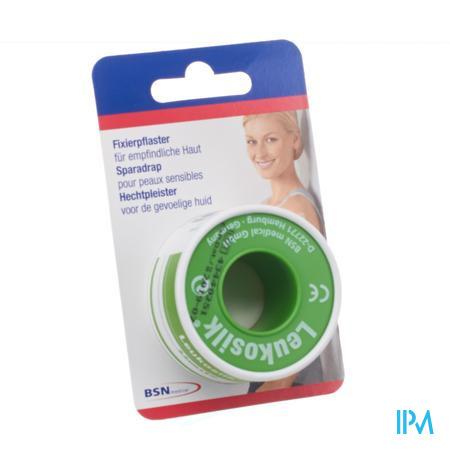 Fixierpflaster
für empfindliche Haut
Sparadrap
pour peaux sensibles
Hechtpleister
voor de gevoelige huid
BSN medical GmbH
D-22771 Hamburg - Germany
Leukosilk®
CE
Leukosilk
BSN medical
IPM